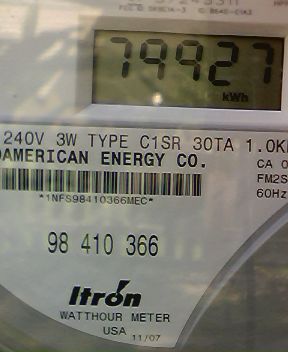 79927
kWh
240V 3W TYPE C1SR 30TA 1.0K
AMERICAN ENERGY CO.
CA
FM2S
60Hz
*1NFS98410366MEC*
98 410 366
Itrón
WATTHOUR METER
USA 11/07